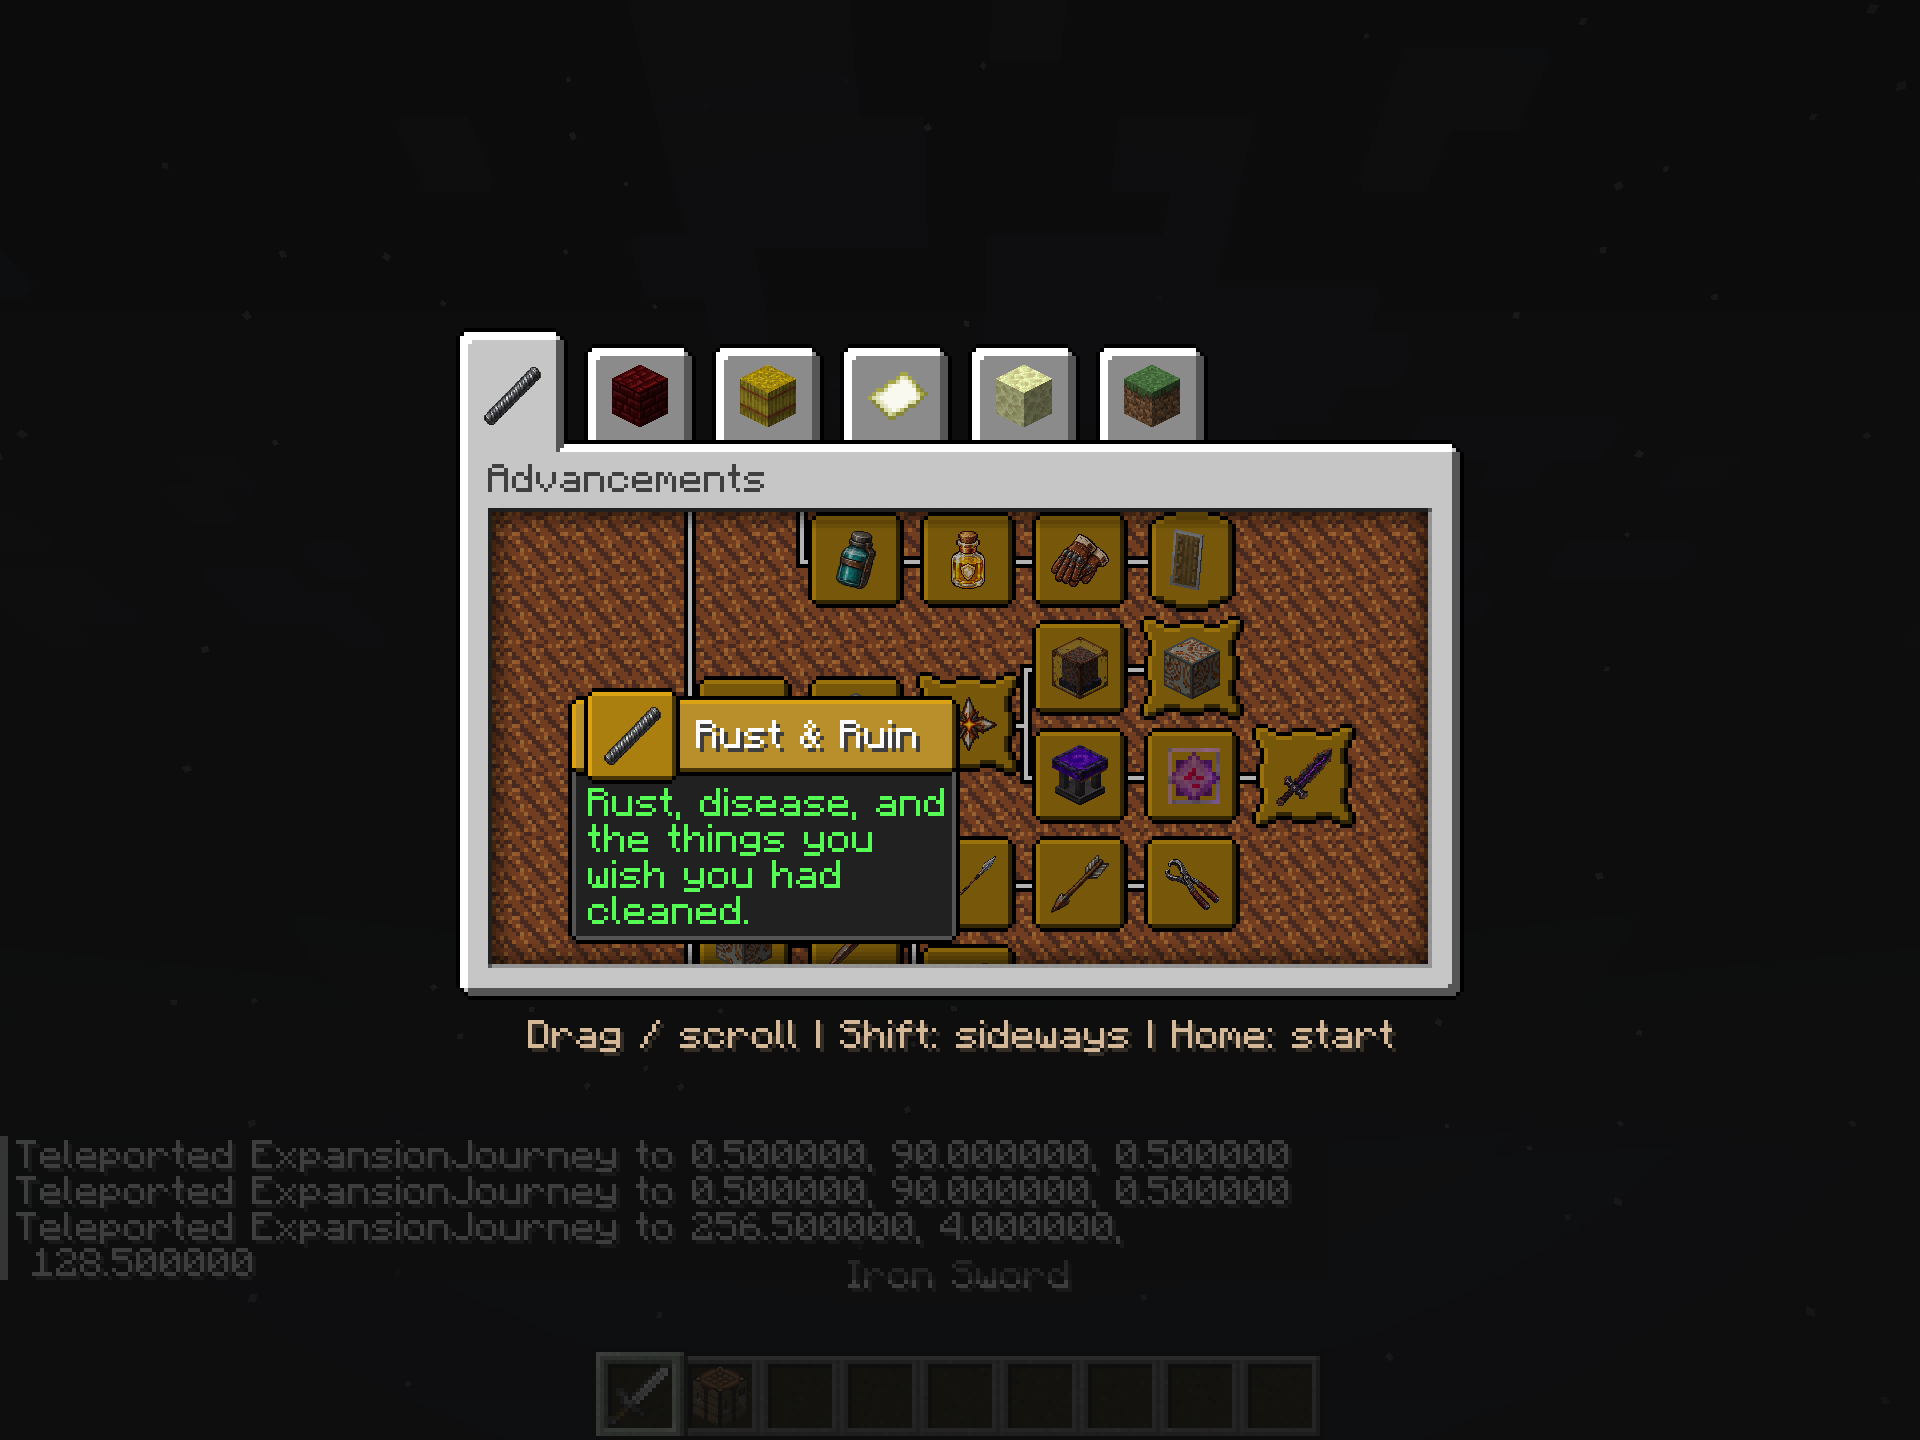 Advancements
Rust & Ruin
Rust, disease, and
the things you
wish you had
cleaned.
Drag / scroll | Shift: sideways | Home: start
Teleported ExpansionJourney to 0.500000, 90.000000, 0.500000
Teleported ExpansionJourney to 0.500000, 90.000000, 0.500000
Teleported ExpansionJourney to 256.500000, 4.000000,
128.500000
Iron Sword